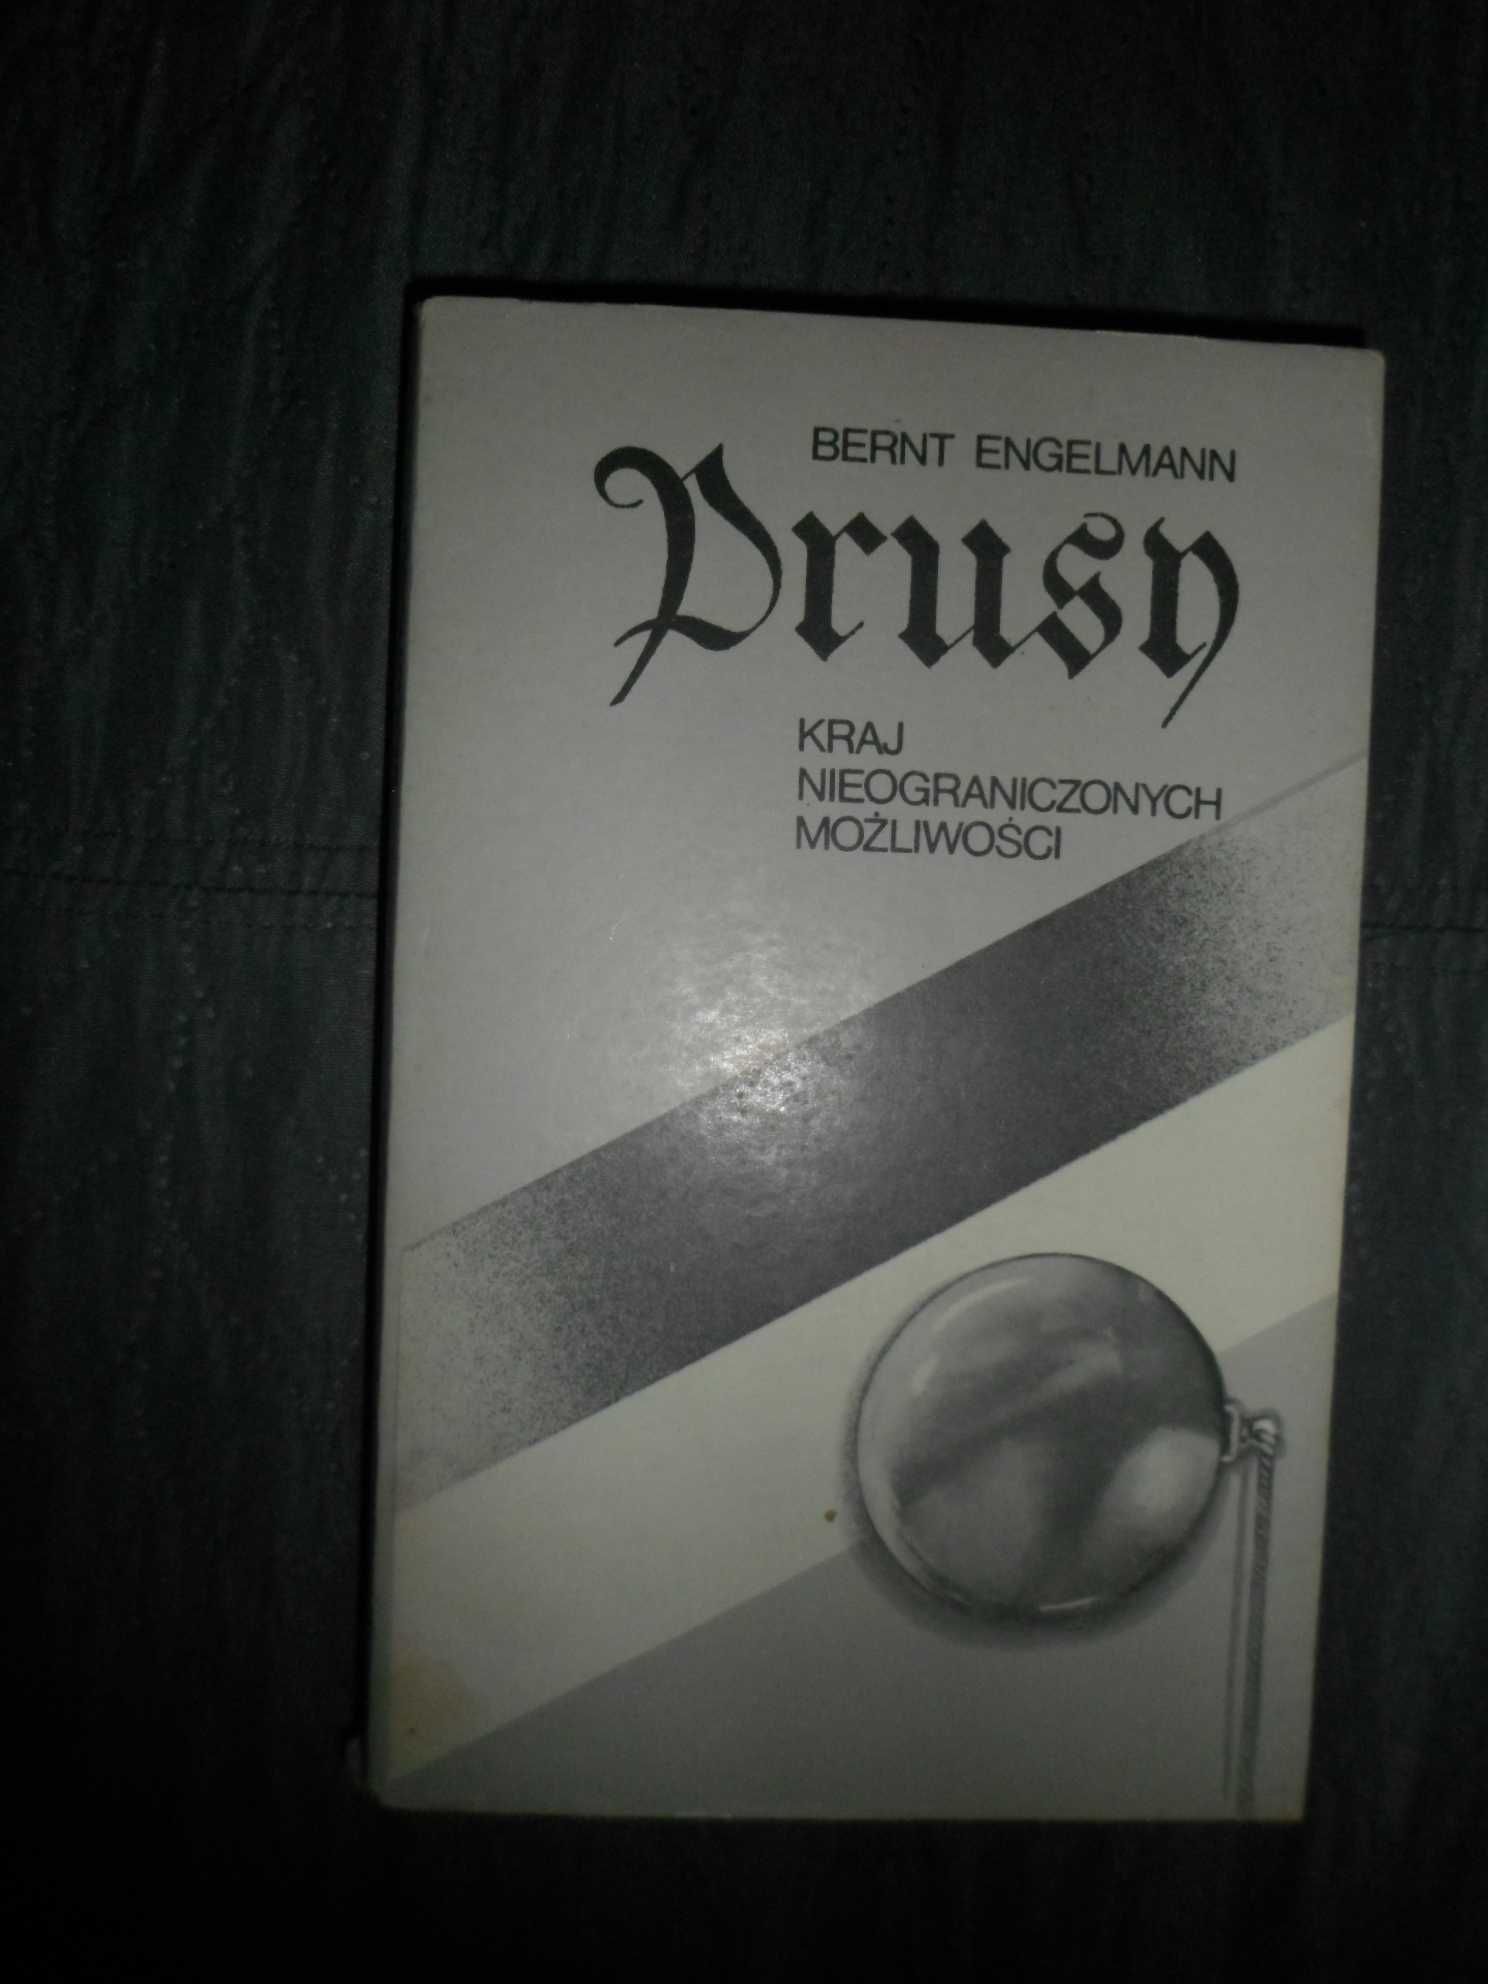 BERNT ENGELMANN
Prusy
KRAJ
NIEOGRANICZONYCH
MOŻLIWOŚCI